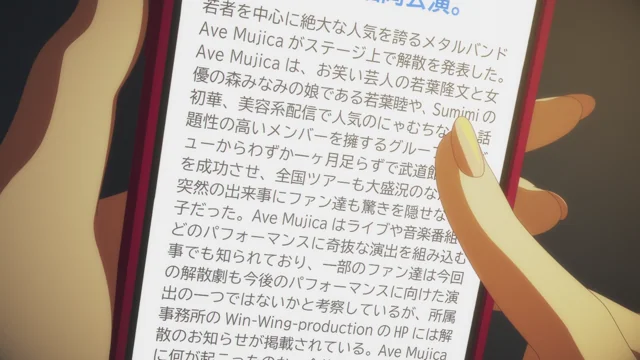 公演。
若者を中心に絶大な人気を誇るメタルバンド
Ave Mujica がステージ上で解散を発表した。
Ave Mujica は、お笑い芸人の若葉隆文と女
優の森みなみの娘である若葉睦や、Sumimi の
初華、美容系配信で人気のにゃむちな 話
題性の高いメンバーを擁するグルー
ューからわずか一ヶ月足らずで武道館
を成功させ、全国ツアーも大盛況のな
突然の出来事にファン達も驚きを隠せな
子だった。Ave Mujica はライブや音楽番組
どのパフォーマンスに奇抜な演出を組み込む
事でも知られており、一部のファン達は今回
の解散劇も今後のパフォーマンスに向けた演
出の一つではないかと考察しているが、所属
事務所の Win-Wing-production の HP には解
散のお知らせが掲載されている。Ave Mujica
に何が起こったのか